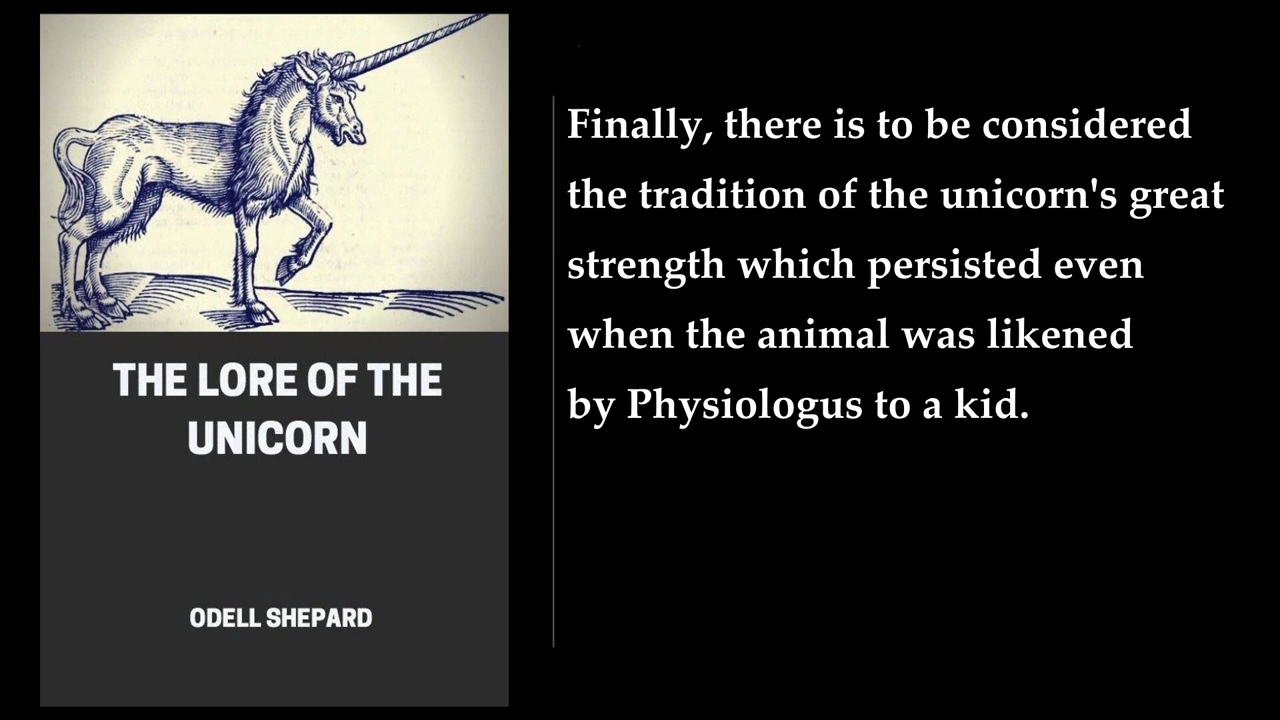 THE LORE OF THE
UNICORN
ODELL SHEPARD
Finally, there is to be considered
the tradition of the unicorn's great
strength which persisted even
when the animal was likened
by Physiologus to a kid.